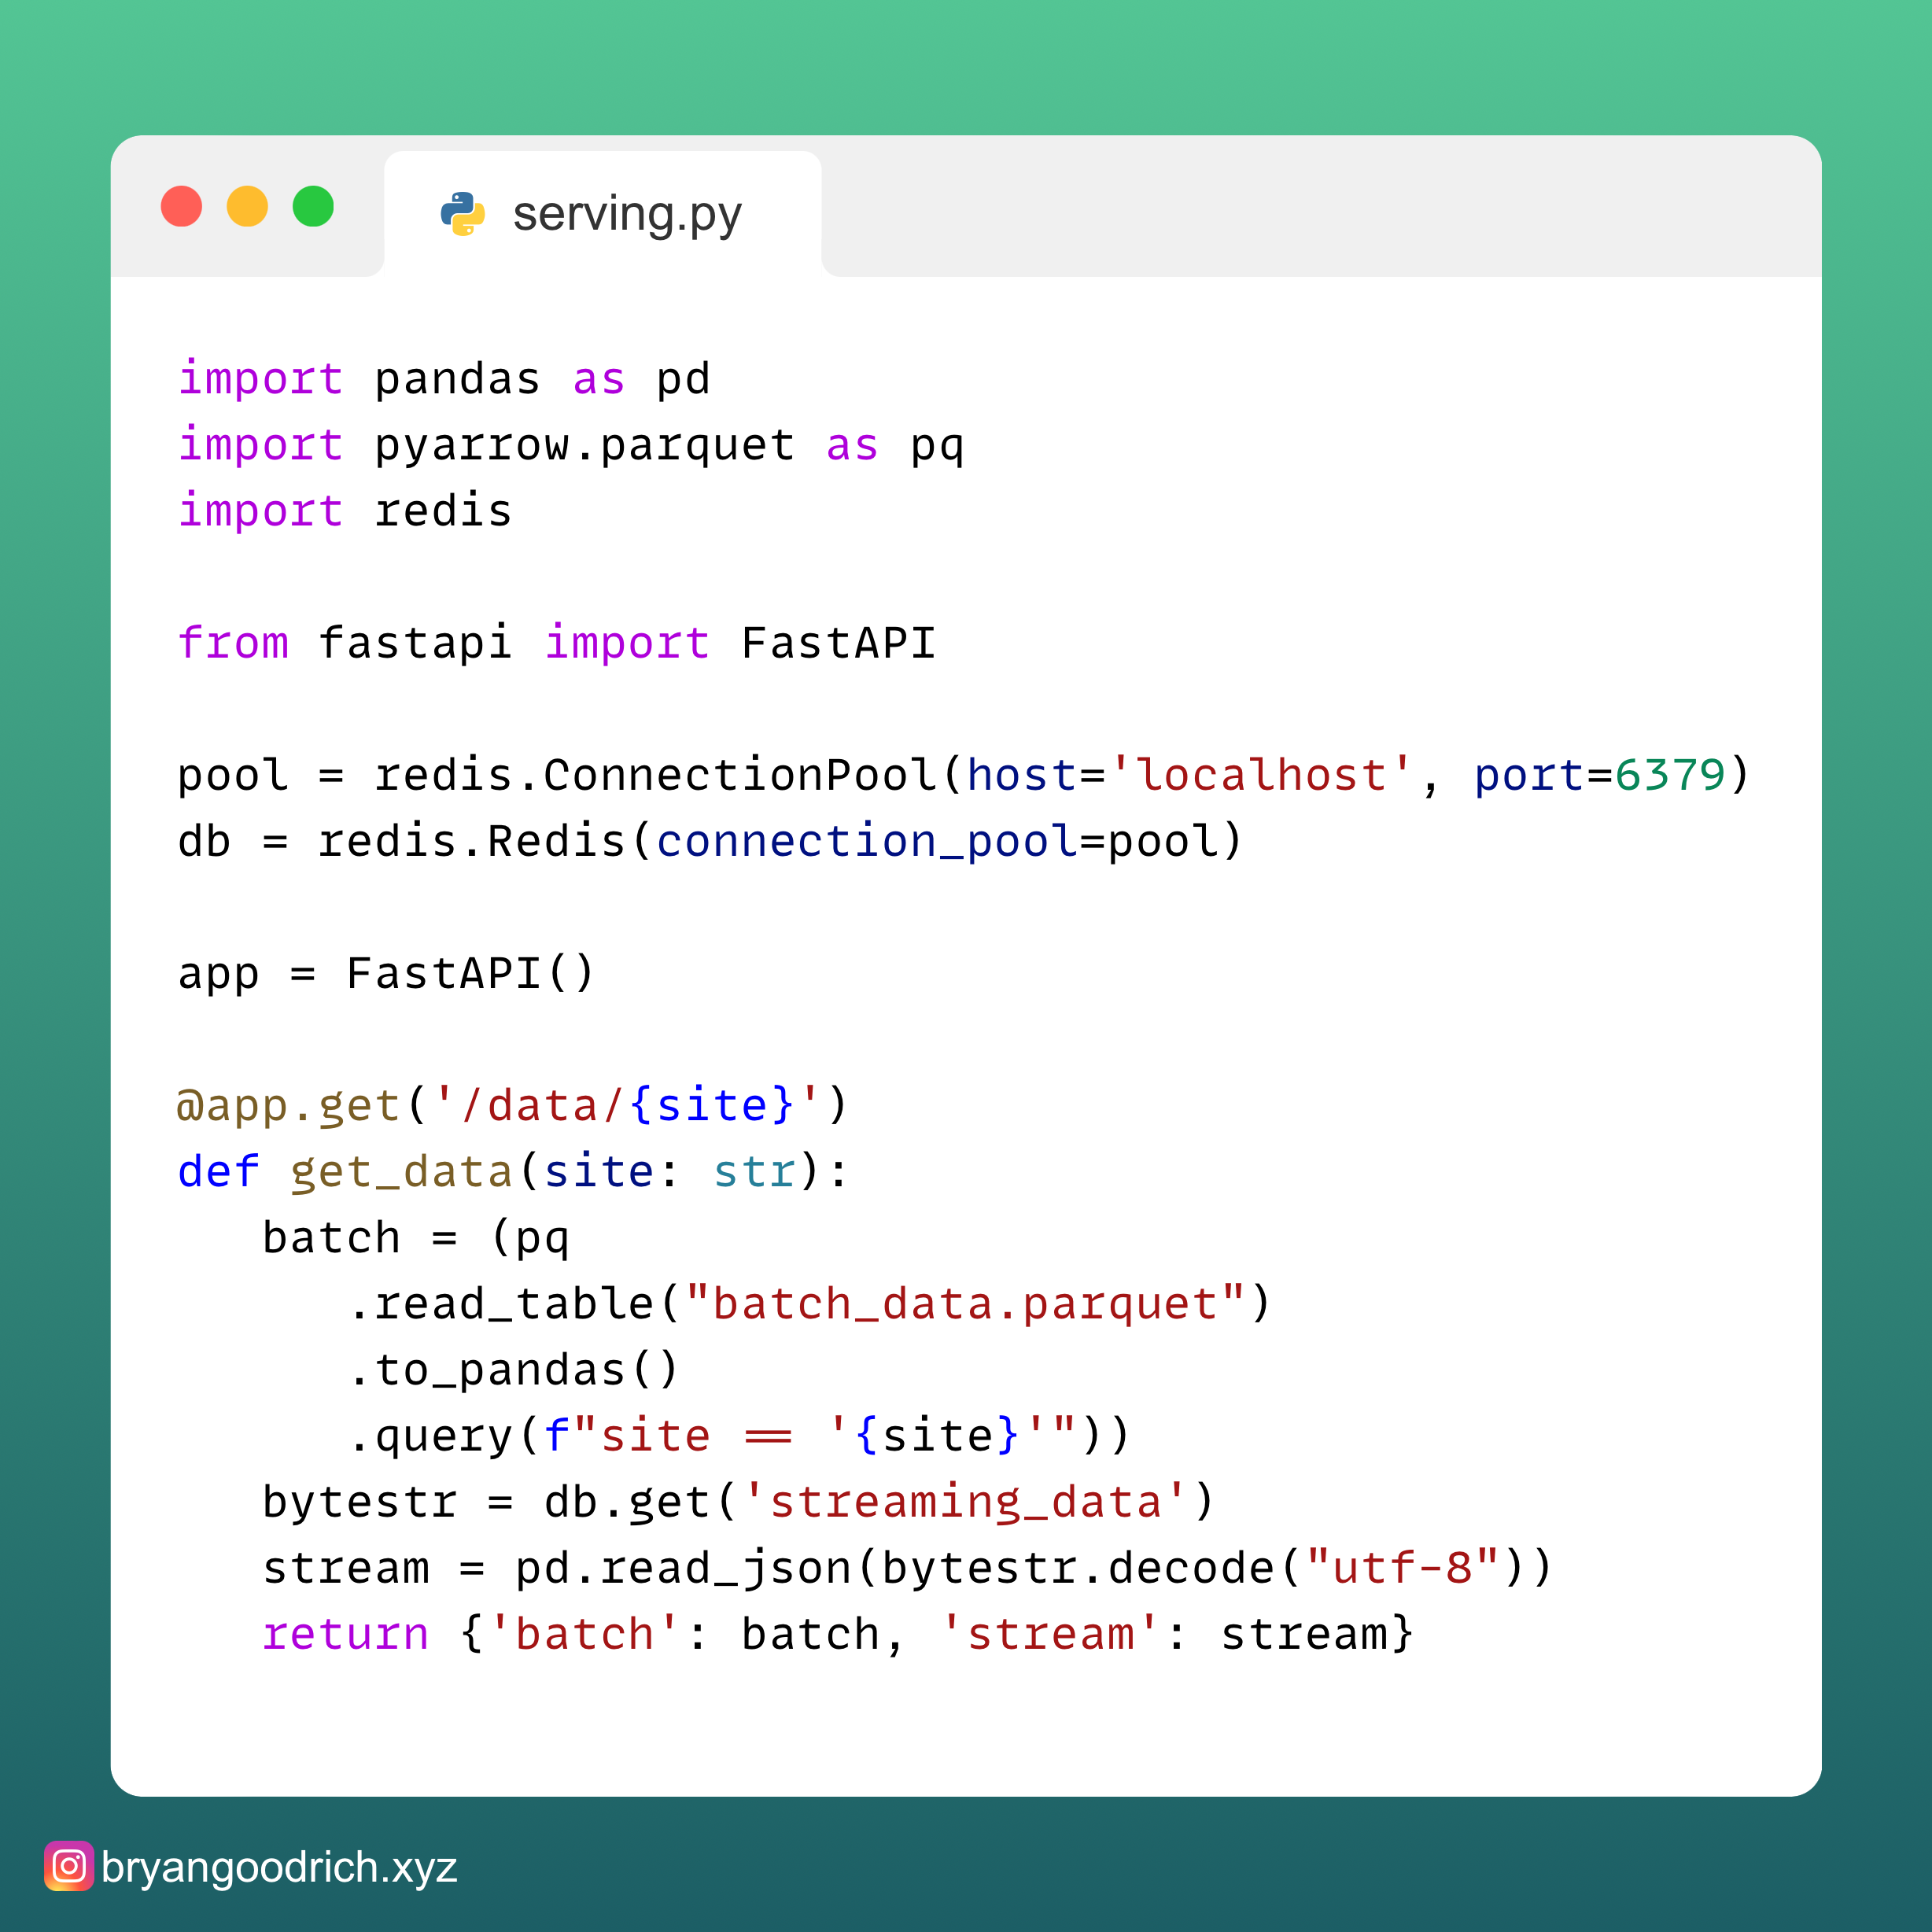 serving.py
import pandas as pd
import pyarrow.parquet as pq
import redis
from fastapi import FastAPI
pool = redis.ConnectionPool(host='localhost', port=6379)
db = redis.Redis(connection_pool=pool)
app = FastAPI()
@app.get('/data/{site}')
def get_data(site: str):
   batch = (pq
      .read_table("batch_data.parquet")
      .to_pandas()
      .query(f"site == '{site}'"))
   bytestr = db.get('streaming_data')
   stream = pd.read_json(bytestr.decode("utf-8"))
   return {'batch': batch, 'stream': stream}
bryangoodrich.xyz